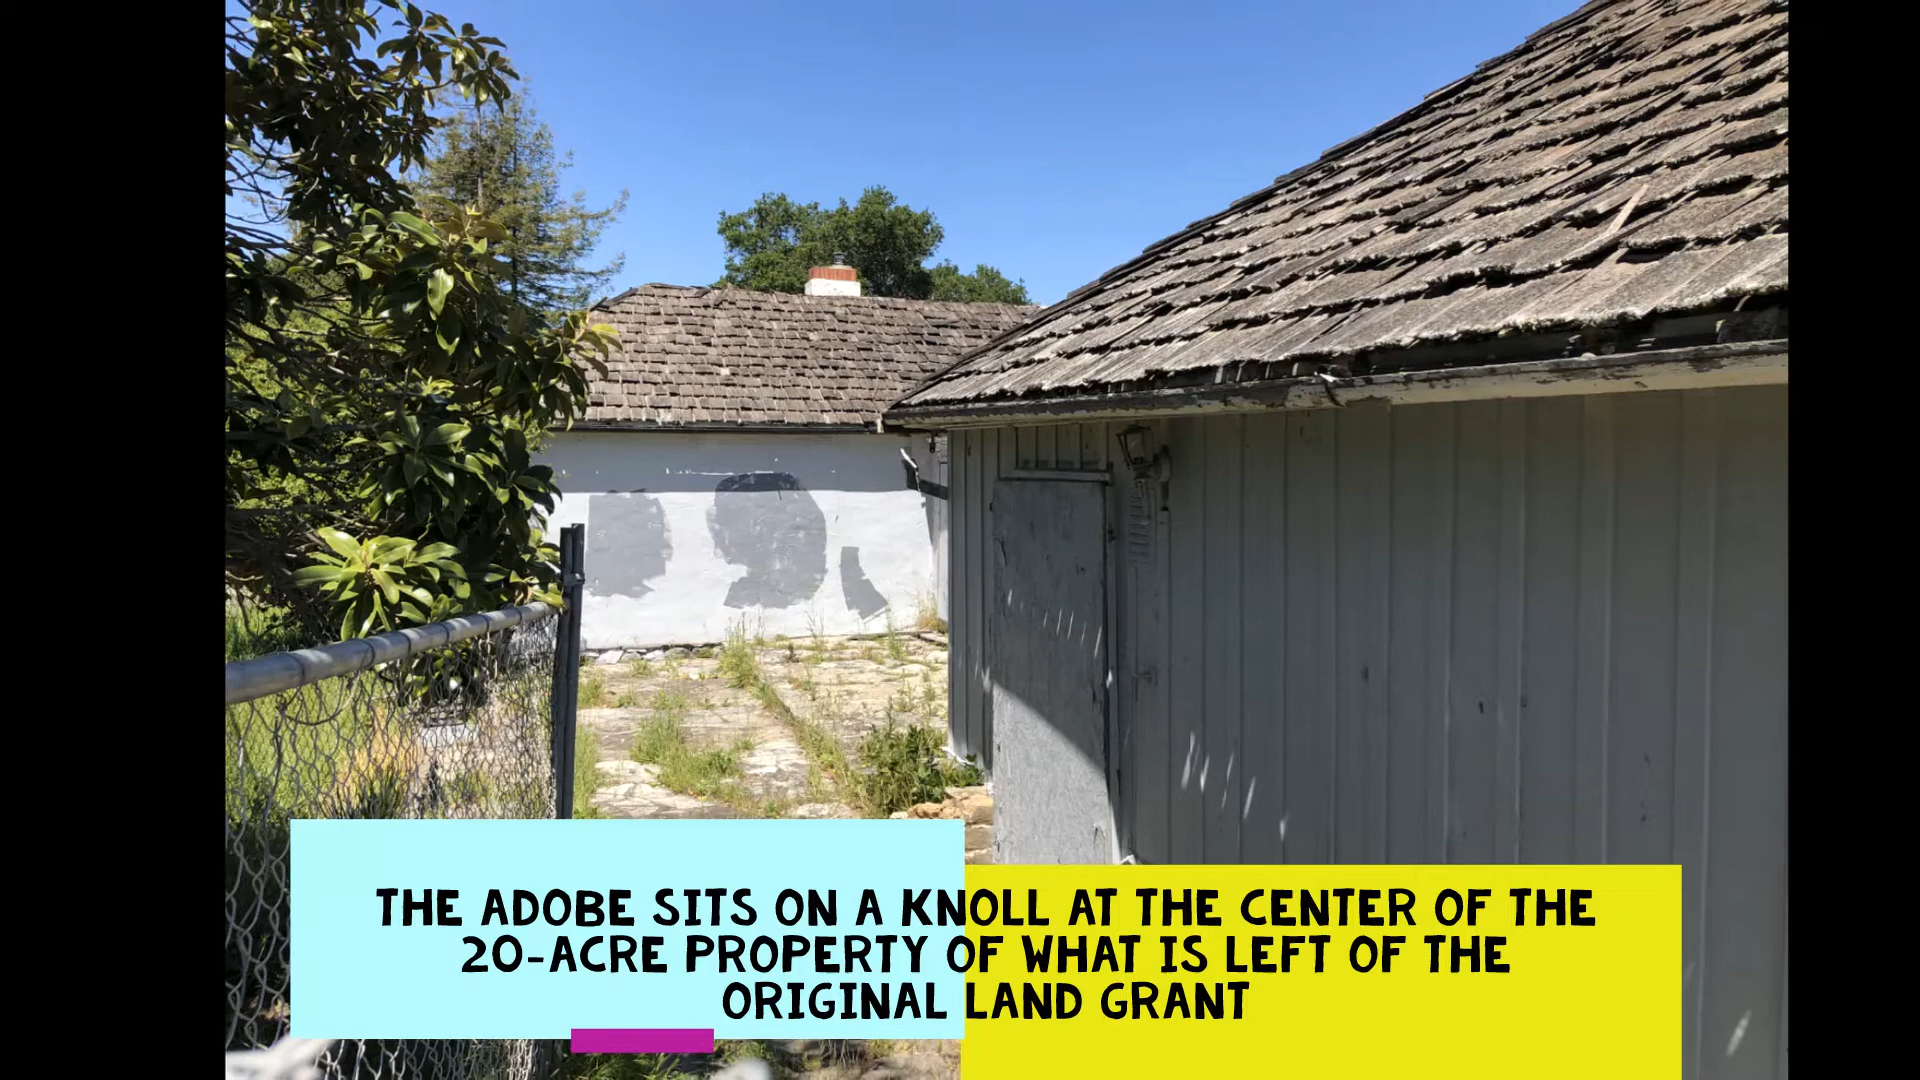 THE ADOBE SITS ON A KNOLL AT THE CENTER OF THE
20-ACRE PROPERTY OF WHAT IS LEFT OF THE
ORIGINAL LAND GRANT